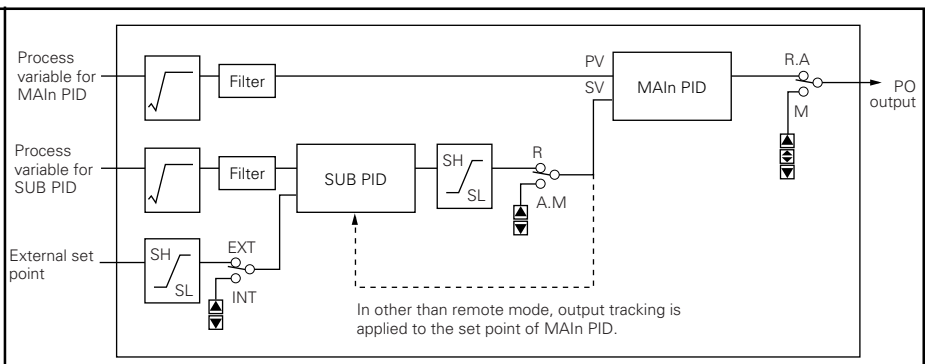 Process
variable for
MAIn PID
Filter
PV
SV
MAIn PID
R.A
M
PO
output
Process
variable for
SUB PID
Filter
SUB PID
SH
SL
R
A.M
External set
point
SH
SL
EXT
INT
In other than remote mode, output tracking is
applied to the set point of MAIn PID.